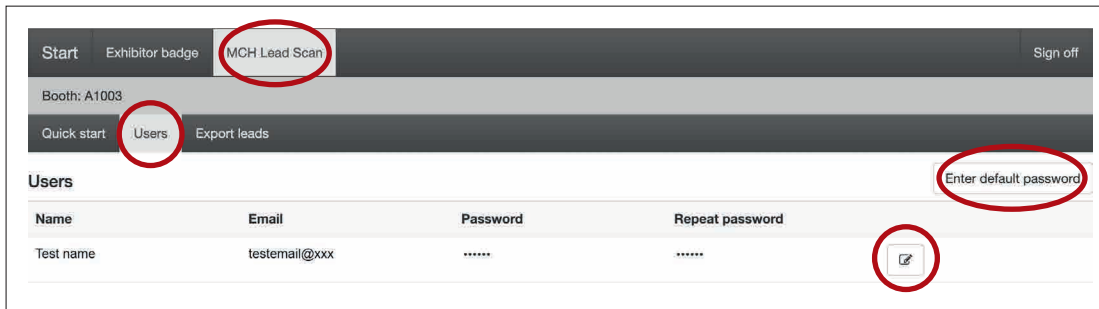 Start Exhibitor badge MCH Lead Scan Sign off
Booth: A1003
Quick start Users Export leads
Users Enter default password
Name Email Password Repeat password
Test name testemail@xxx •••••• ••••••